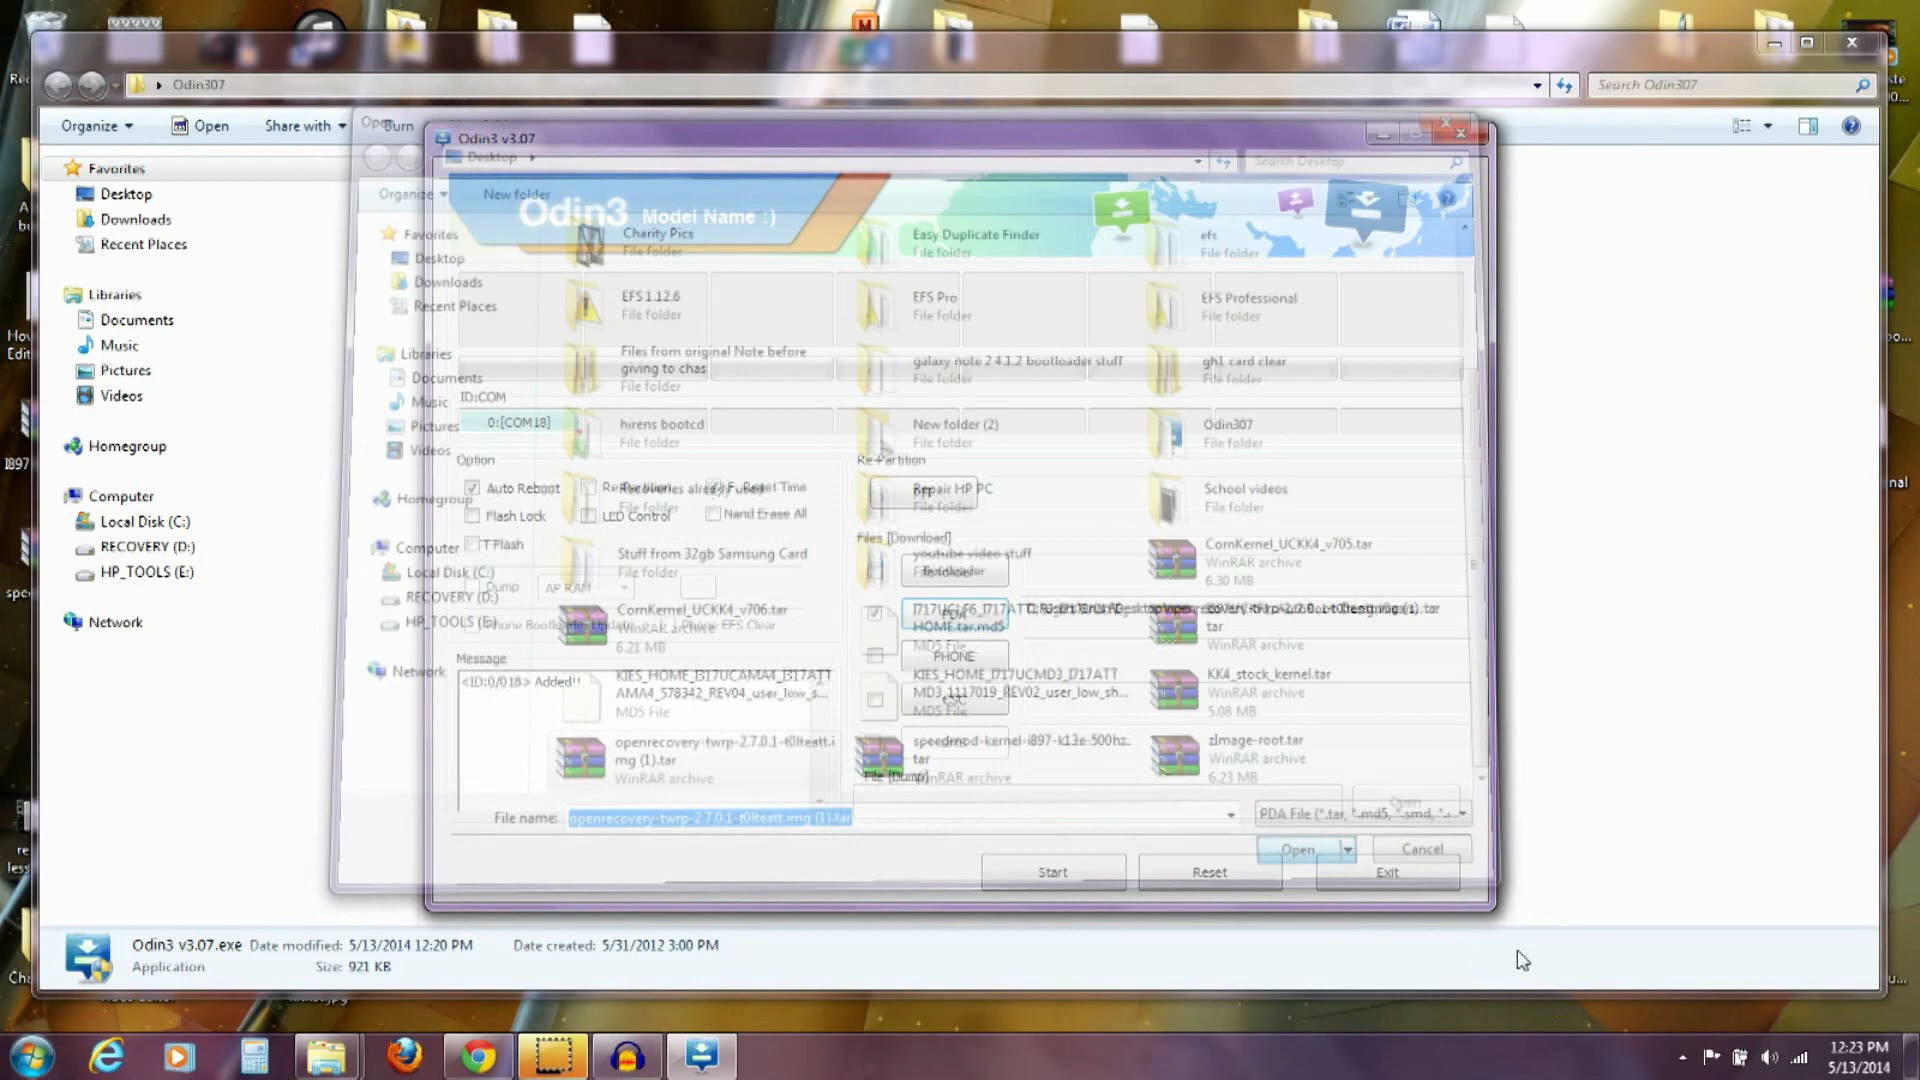 Odin307
Search Odin307
Organize
Open
Share with
Burn
Open
Odin3 v3.07
Desktop
Search Desktop
Organize
New folder
Odin3 Model Name :)
Favorites
Desktop
Downloads
Recent Places
Libraries
Documents
Music
Pictures
Videos
Homegroup
Computer
Local Disk (C:)
RECOVERY (D:)
HP_TOOLS (E:)
Network
Favorites
Desktop
Downloads
Recent Places
Libraries
Documents
Music
Pictures
Videos
Homegroup
Computer
Local Disk (C:)
RECOVERY (D:)
HP_TOOLS (E:)
Network
Charity Pics
File folder
Easy Duplicate Finder
File folder
efs
File folder
EFS 1.12.6
File folder
EFS Pro
File folder
EFS Professional
File folder
Files from original Note before
giving to chas
File folder
galaxy note 2 4.1.2 bootloader stuff
File folder
gh1 card clear
File folder
ID:COM
0:[COM18]
hirens bootcd
File folder
New folder (2)
File folder
Odin307
File folder
Option
Re-Partition
Auto Reboot
Re-Partition
F. Reset Time
Flash Lock
LED Control
Nand Erase All
T Flash
Recoveries already used
File folder
Repair HP PC
File folder
School videos
File folder
Files [Download]
Stuff from 32gb Samsung Card
File folder
youtube video stuff
File folder
Bootloader
CornKernel_UCKK4_v705.tar
WinRAR archive
6.30 MB
Dump
AP RAM
Phone Bootloader Update
Phone EFS Clear
CornKernel_UCKK4_v706.tar
WinRAR archive
6.21 MB
PDA
HOME.tar.md5
MD5 File
tar
WinRAR archive
PHONE
Message
<ID:0/018> Added!!
KIES_HOME_I317UCAMA4_I317ATT
AMA4_578342_REV04_user_low_s...
MD5 File
KIES_HOME_I717UCMD3_I717ATT
MD3_1117019_REV02_user_low_sh...
MD5 File
CSC
KK4_stock_kernel.tar
WinRAR archive
5.08 MB
openrecovery-twrp-2.7.0.1-t0lteatt.i
mg (1).tar
WinRAR archive
speedmod-kernel-i897-k13e-500hz.
tar
WinRAR archive
zImage-root.tar
WinRAR archive
6.23 MB
File [Dump]
File name:
openrecovery-twrp-2.7.0.1-t0lteatt.img (1).tar
PDA File (*.tar, *.md5, *.smd, *.
Open
Open
Cancel
Start
Reset
Exit
Odin3 v3.07.exe Date modified: 5/13/2014 12:20 PM Date created: 5/31/2012 3:00 PM
Application Size: 921 KB
12:23 PM
5/13/2014